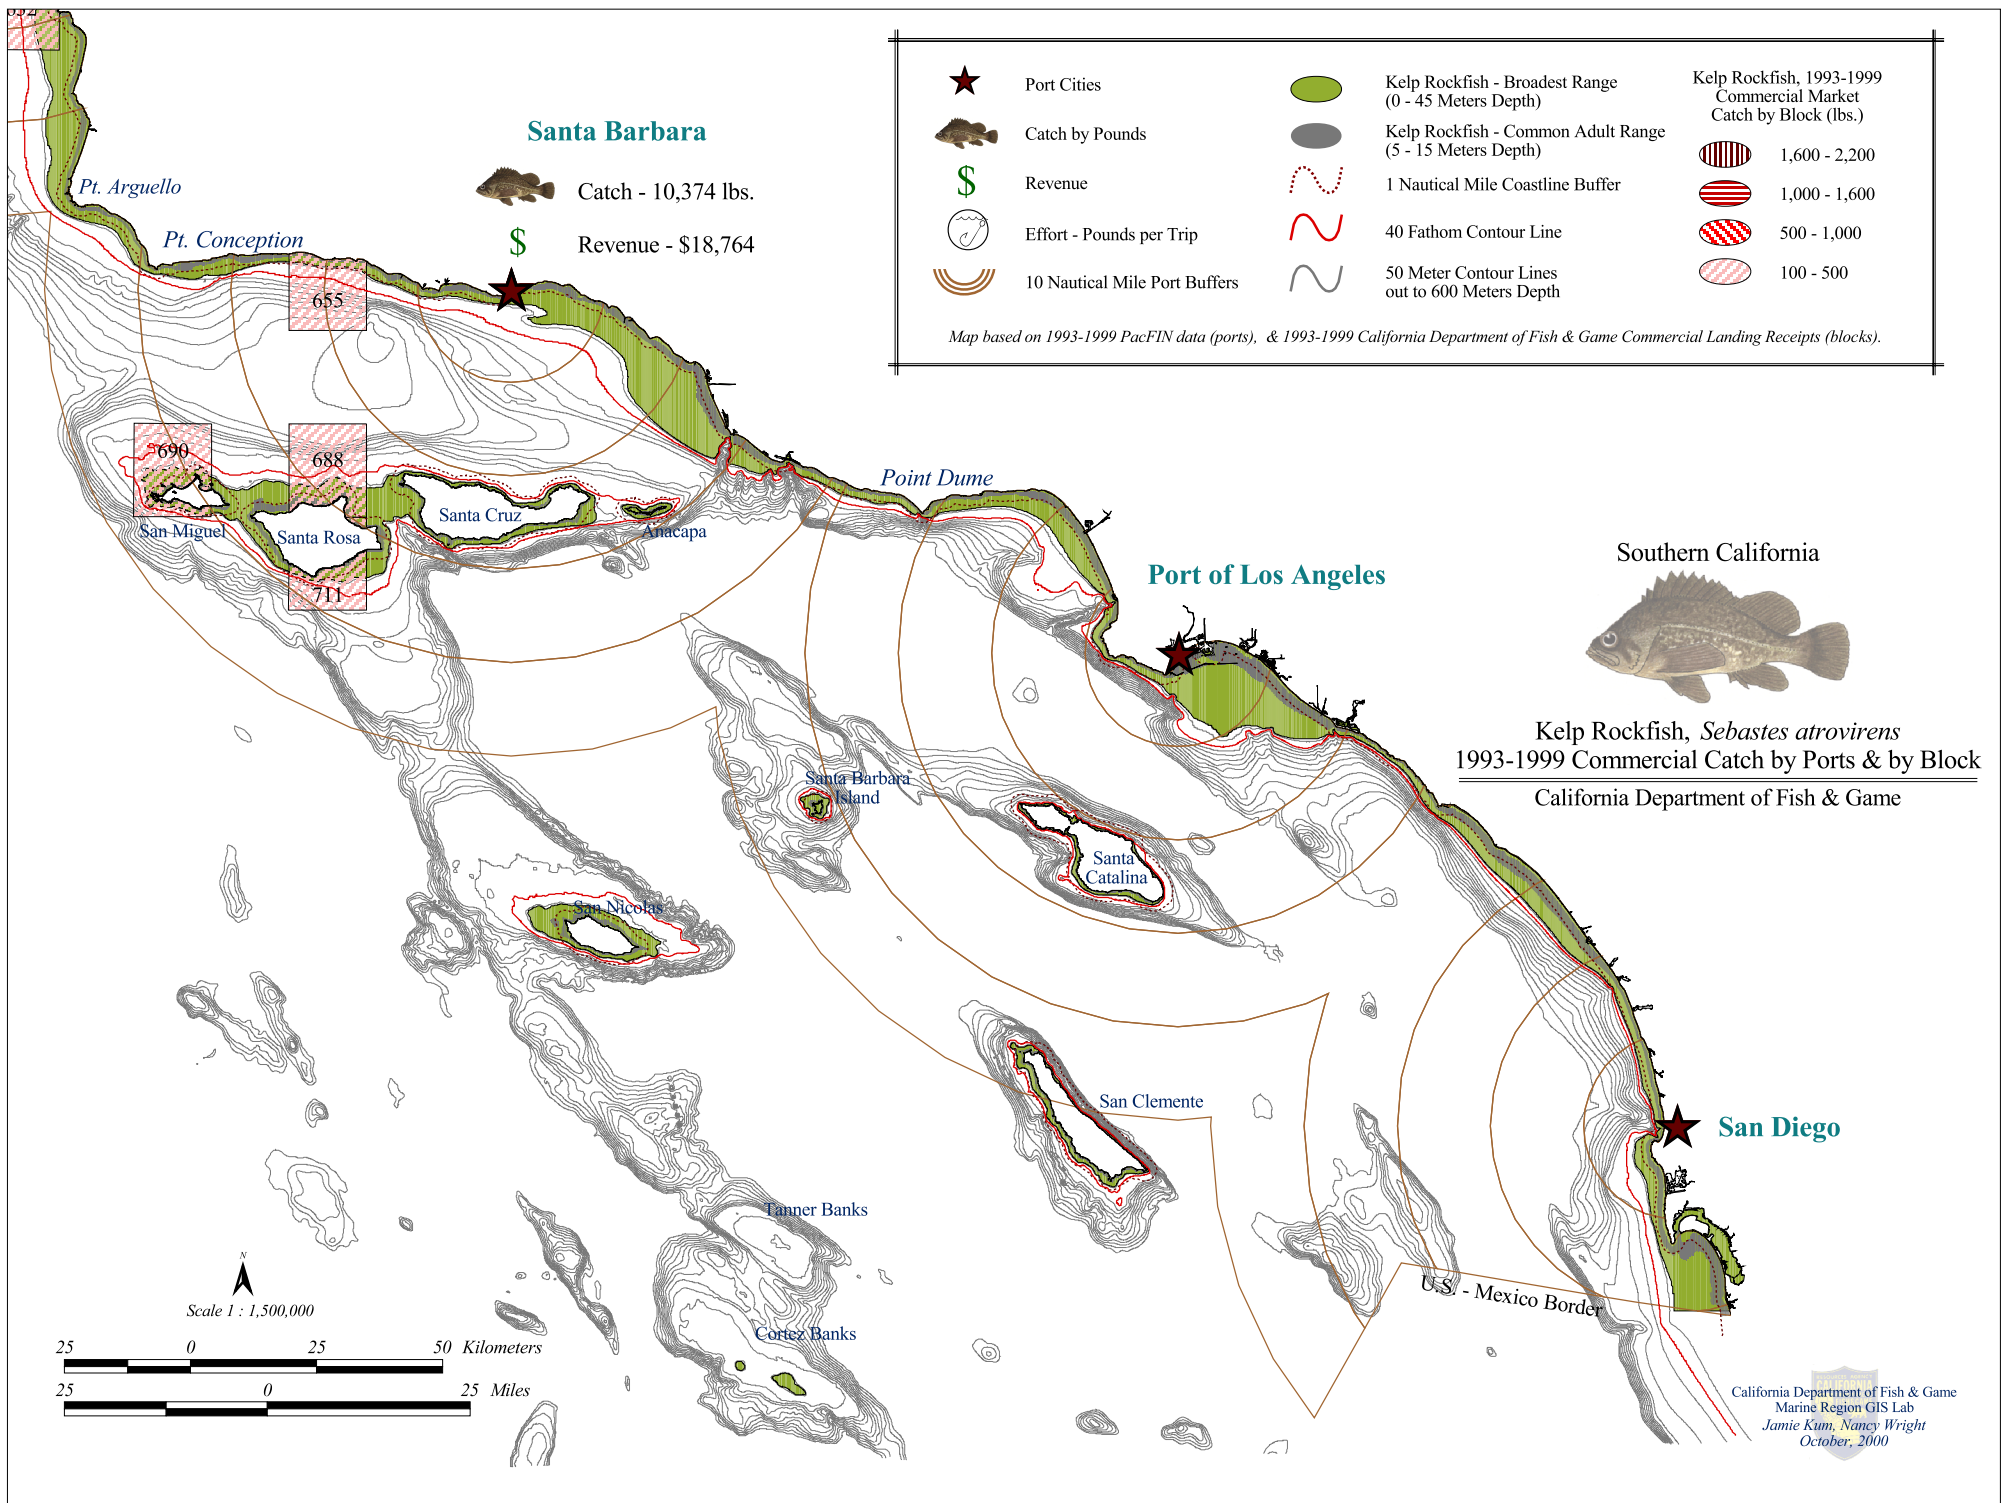 Santa Barbara
Catch - 10,374 lbs.
$
Revenue - $18,764
Pt. Arguello
Pt. Conception
Port Cities
Catch by Pounds
$
Revenue
Effort - Pounds per Trip
10 Nautical Mile Port Buffers
Kelp Rockfish - Broadest Range
(0 - 45 Meters Depth)
Kelp Rockfish - Common Adult Range
(5 - 15 Meters Depth)
1 Nautical Mile Coastline Buffer
40 Fathom Contour Line
50 Meter Contour Lines
out to 600 Meters Depth
Kelp Rockfish, 1993-1999
Commercial Market
Catch by Block (lbs.)
1,600 - 2,200
1,000 - 1,600
500 - 1,000
100 - 500
Map based on 1993-1999 PacFIN data (ports), & 1993-1999 California Department of Fish & Game Commercial Landing Receipts (blocks).
655
690
688
711
San Miguel
Santa Rosa
Santa Cruz
Anacapa
Point Dume
Port of Los Angeles
Southern California
Kelp Rockfish, Sebastes atrovirens
1993-1999 Commercial Catch by Ports & by Block
California Department of Fish & Game
Santa Barbara
Island
Santa
Catalina
San Nicolas
San Clemente
San Diego
Tanner Banks
Cortez Banks
U.S. - Mexico Border
N
Scale 1 : 1,500,000
25 0 25 50 Kilometers
25 0 25 Miles
California Department of Fish & Game
Marine Region GIS Lab
Jamie Kum, Nancy Wright
October, 2000